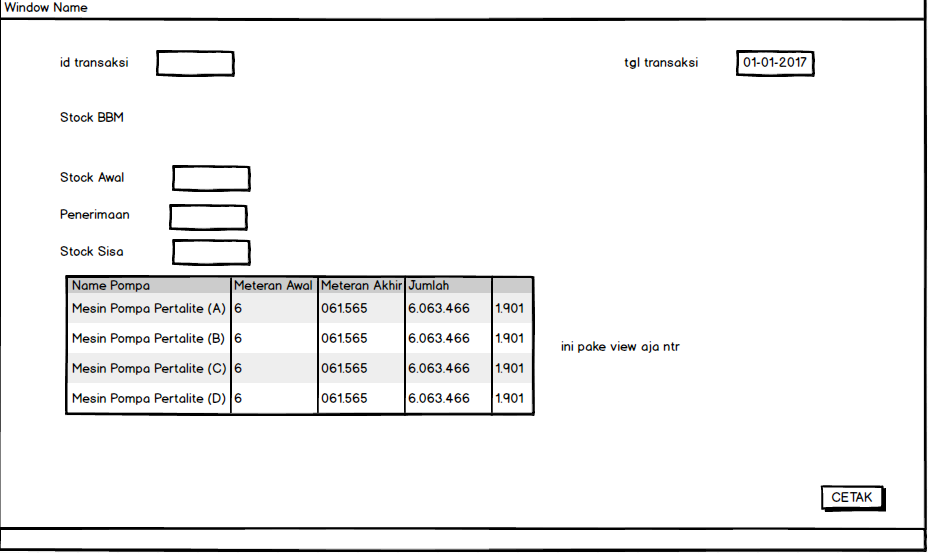 Window Name
id transaksi
tgl transaksi 01-01-2017
Stock BBM
Stock Awal
Penerimaan
Stock Sisa
Name Pompa Meteran Awal Meteran Akhir Jumlah
Mesin Pompa Pertalite (A) 6 061.565 6.063.466 1.901
Mesin Pompa Pertalite (B) 6 061.565 6.063.466 1.901
ini pake view aja ntr
Mesin Pompa Pertalite (C) 6 061.565 6.063.466 1.901
Mesin Pompa Pertalite (D) 6 061.565 6.063.466 1.901
CETAK